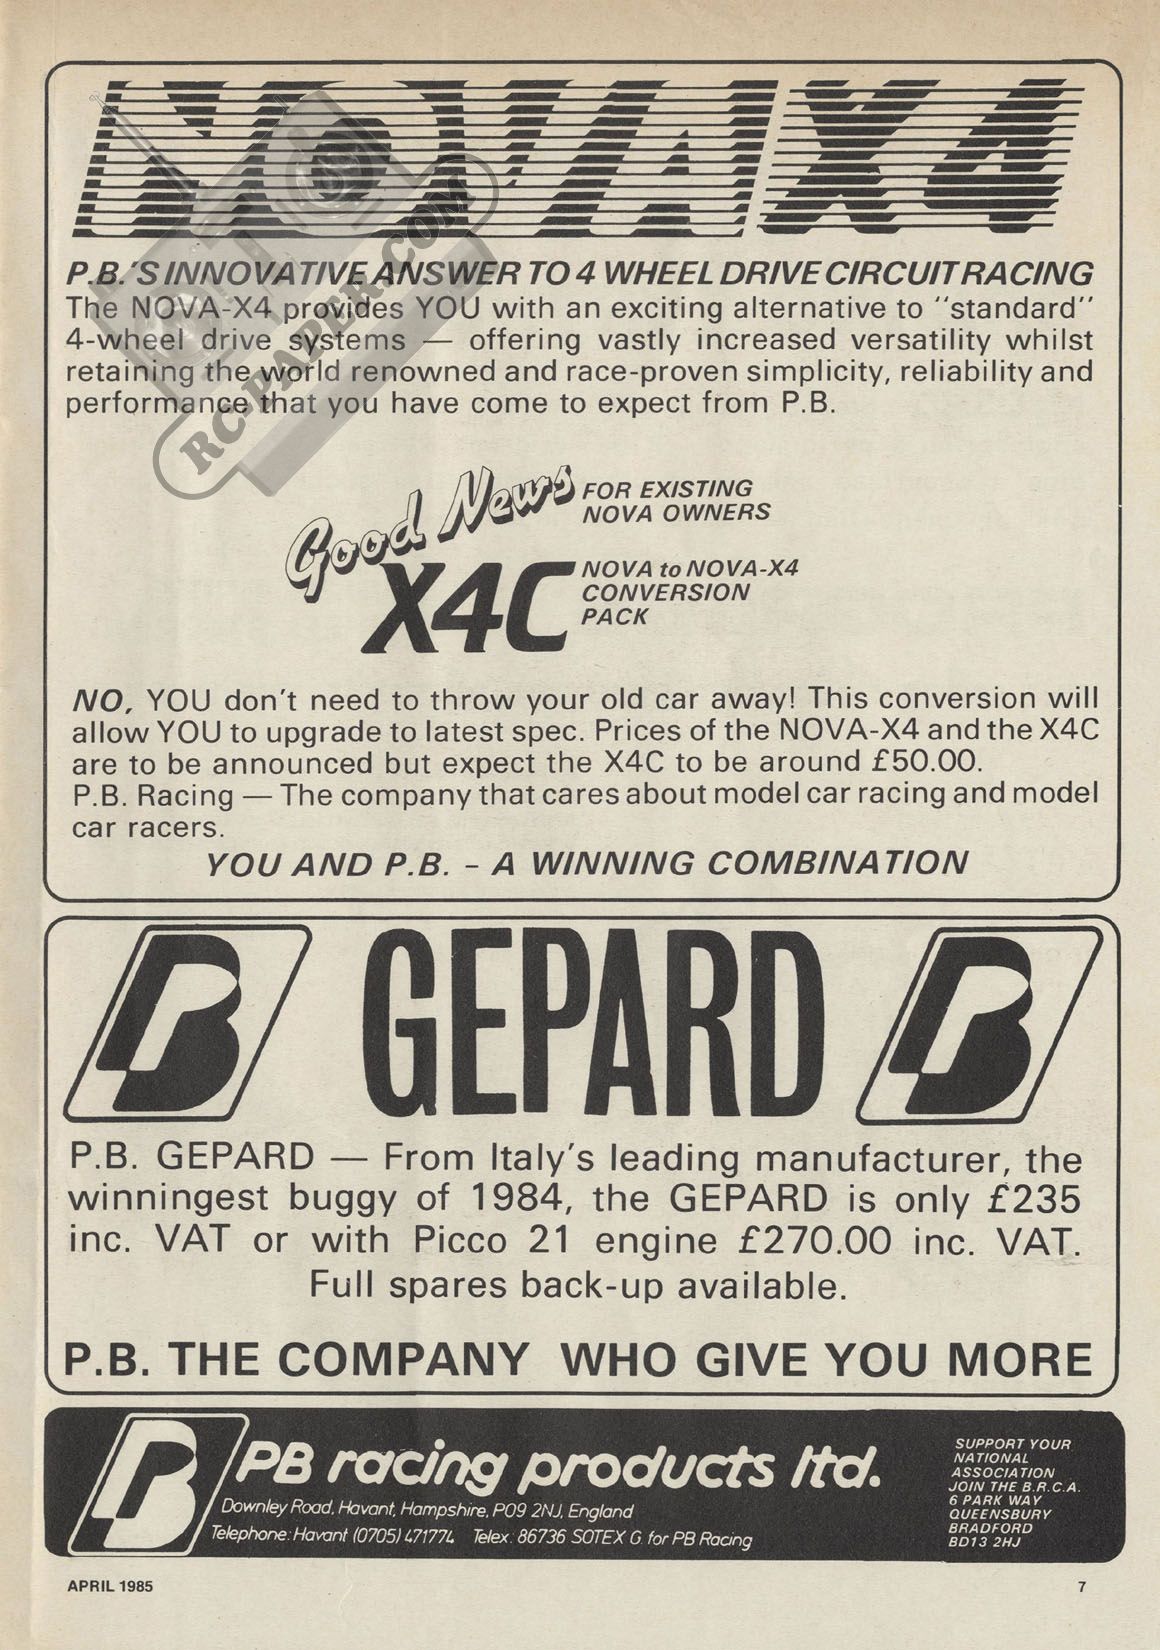 NOVA X4
P.B.'S INNOVATIVE ANSWER TO 4 WHEEL DRIVE CIRCUIT RACING
The NOVA-X4 provides YOU with an exciting alternative to "standard"
4-wheel drive systems — offering vastly increased versatility whilst
retaining the world renowned and race-proven simplicity, reliability and
performance that you have come to expect from P.B.
RC-PAPER.COM
Good News
FOR EXISTING
NOVA OWNERS
X4C
NOVA to NOVA-X4
CONVERSION
PACK
NO, YOU don't need to throw your old car away! This conversion will
allow YOU to upgrade to latest spec. Prices of the NOVA-X4 and the X4C
are to be announced but expect the X4C to be around £50.00.
P.B. Racing — The company that cares about model car racing and model
car racers.
YOU AND P.B. - A WINNING COMBINATION
PB GEPARD PB
P.B. GEPARD — From Italy's leading manufacturer, the
winningest buggy of 1984, the GEPARD is only £235
inc. VAT or with Picco 21 engine £270.00 inc. VAT.
Full spares back-up available.
P.B. THE COMPANY WHO GIVE YOU MORE
PB
PB racing products ltd.
Downley Road, Havant, Hampshire, PO9 2NJ, England
Telephone: Havant (0705) 471774 Telex: 86736 SOTEX G for PB Racing
SUPPORT YOUR
NATIONAL
ASSOCIATION
JOIN THE B.R.C.A.
6 PARK WAY
QUEENSBURY
BRADFORD
BD13 2HJ
APRIL 1985
7